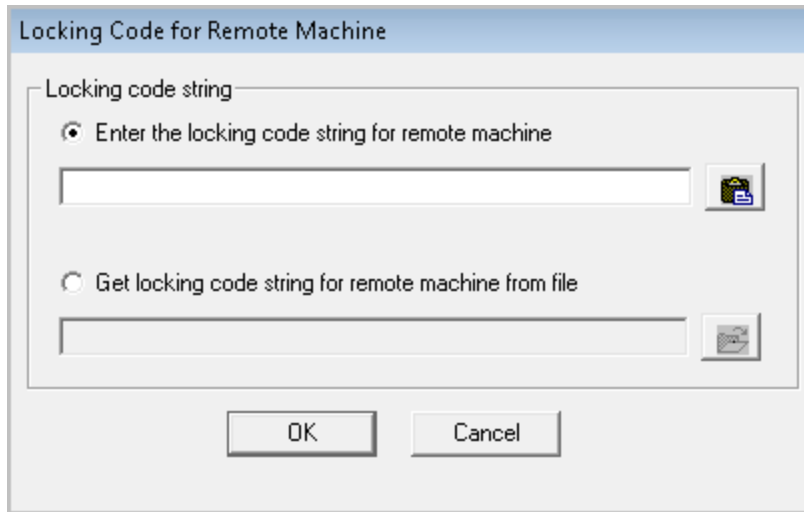 Locking Code for Remote Machine
Locking code string
Enter the locking code string for remote machine
Get locking code string for remote machine from file
OK
Cancel